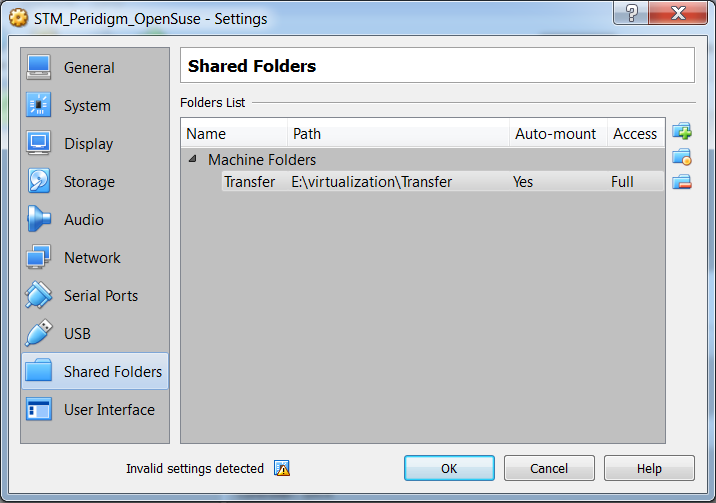 STM_Peridigm_OpenSuse - Settings
General
System
Display
Storage
Audio
Network
Serial Ports
USB
Shared Folders
User Interface
Shared Folders
Folders List
Name Path Auto-mount Access
Machine Folders
Transfer E:\virtualization\Transfer Yes Full
Invalid settings detected
OK Cancel Help